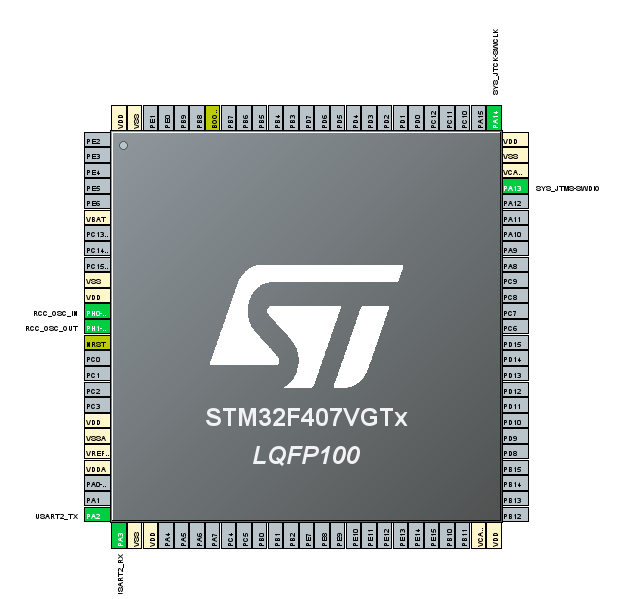 SYS_JTCK-SWCLK
VDD
VSS
PE1
PE0
PB9
PB8
BOO..
PB7
PB6
PB5
PB4
PB3
PD7
PD6
PD5
PD4
PD3
PD2
PD1
PD0
PC12
PC11
PC10
PA15
PA14
PE2
PE3
PE4
PE5
PE6
VBAT
PC13..
PC14..
PC15..
VSS
VDD
RCC_OSC_IN
PH0-..
RCC_OSC_OUT
PH1-..
NRST
PC0
PC1
PC2
PC3
VDD
VSSA
VREF..
VDDA
PA0-..
PA1
USART2_TX
PA2
STM32F407VGTx
LQFP100
VDD
VSS
VCA..
PA13
SYS_JTMS-SWDIO
PA12
PA11
PA10
PA9
PA8
PC9
PC8
PC7
PC6
PD15
PD14
PD13
PD12
PD11
PD10
PD9
PD8
PB15
PB14
PB13
PB12
PA3
VSS
VDD
PA4
PA5
PA6
PA7
PC4
PC5
PB0
PB1
PB2
PE7
PE8
PE9
PE10
PE11
PE12
PE13
PE14
PE15
PB10
PB11
VCA..
VDD
USART2_RX